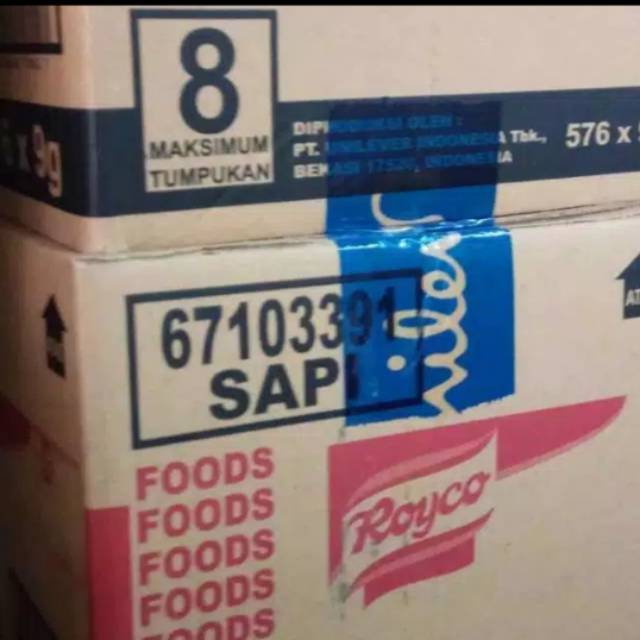 8
MAKSIMUM
TUMPUKAN
x 9g
DIPRODUKSI OLEH :
PT. UNILEVER INDONESIA Tbk.,
BEKASI 17520, INDONESIA
576 x
67103391
SAPI
FOODS
FOODS
FOODS
FOODS
FOODS
Royco